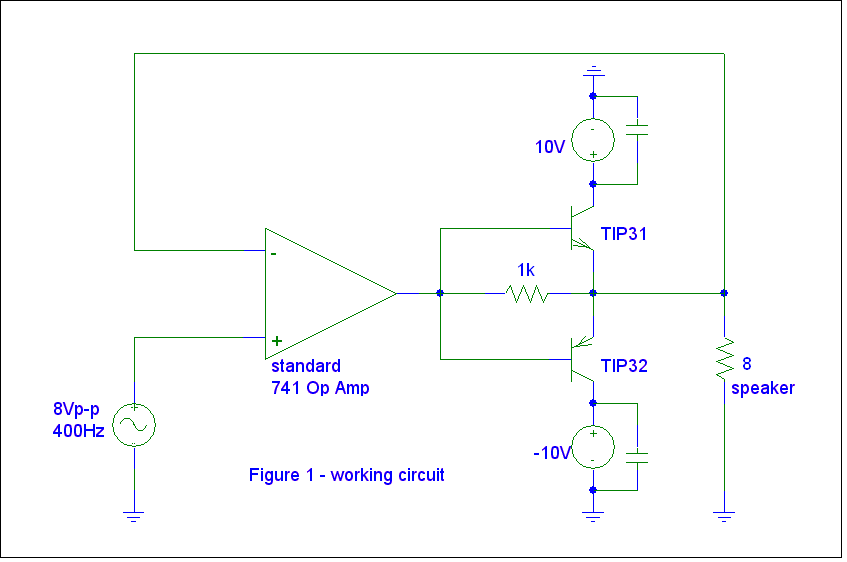 10V
TIP31
1k
-
+
standard
741 Op Amp
TIP32
8
speaker
8Vp-p
400Hz
-10V
Figure 1 - working circuit